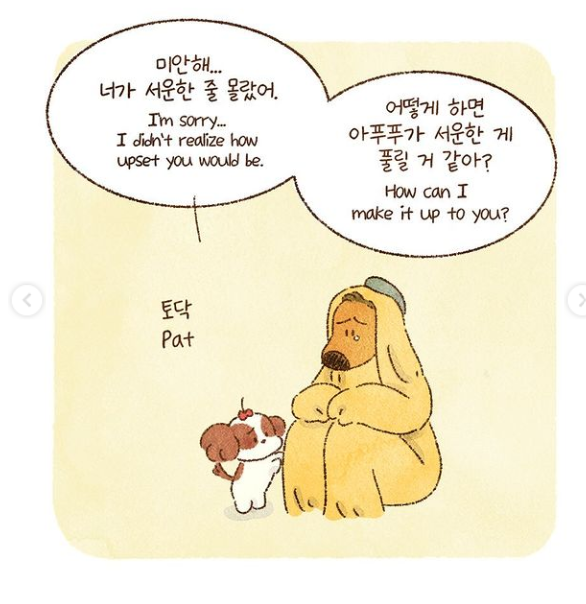 미안해...
너가 서운한 줄 몰랐어.
I'm sorry...
I didn't realize how
upset you would be.
어떻게 하면
아푸푸가 서운한 게
풀릴 거 같아?
How can I
make it up to you?
토닥
Pat